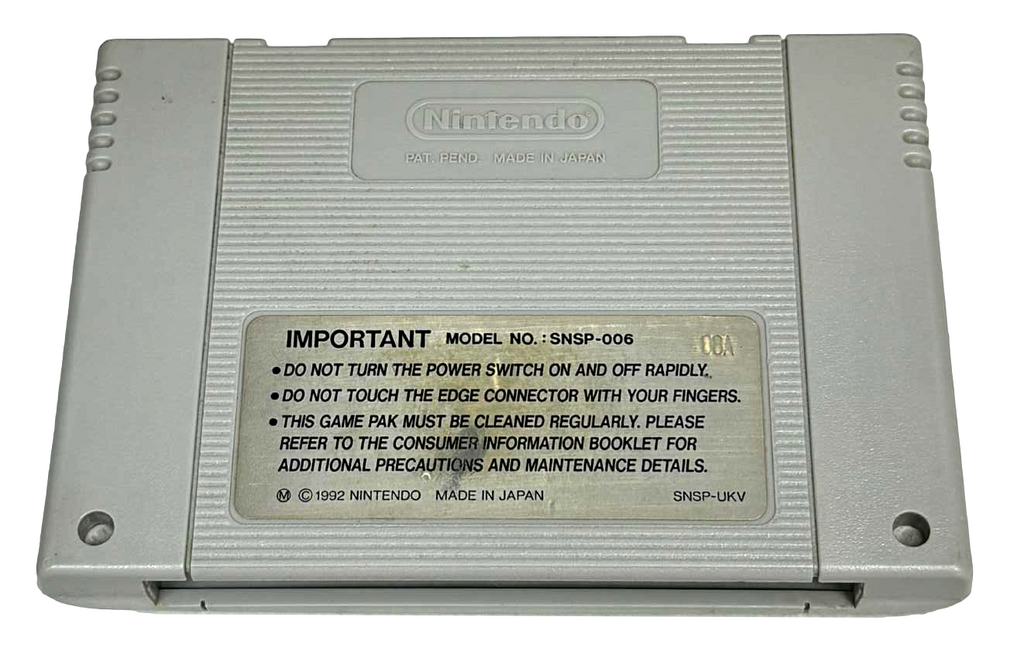 Nintendo®
PAT. PEND. MADE IN JAPAN
IMPORTANT MODEL NO.: SNSP-006
00A
● DO NOT TURN THE POWER SWITCH ON AND OFF RAPIDLY.
● DO NOT TOUCH THE EDGE CONNECTOR WITH YOUR FINGERS.
● THIS GAME PAK MUST BE CLEANED REGULARLY. PLEASE
REFER TO THE CONSUMER INFORMATION BOOKLET FOR
ADDITIONAL PRECAUTIONS AND MAINTENANCE DETAILS.
Ⓜ © 1992 NINTENDO MADE IN JAPAN SNSP-UKV